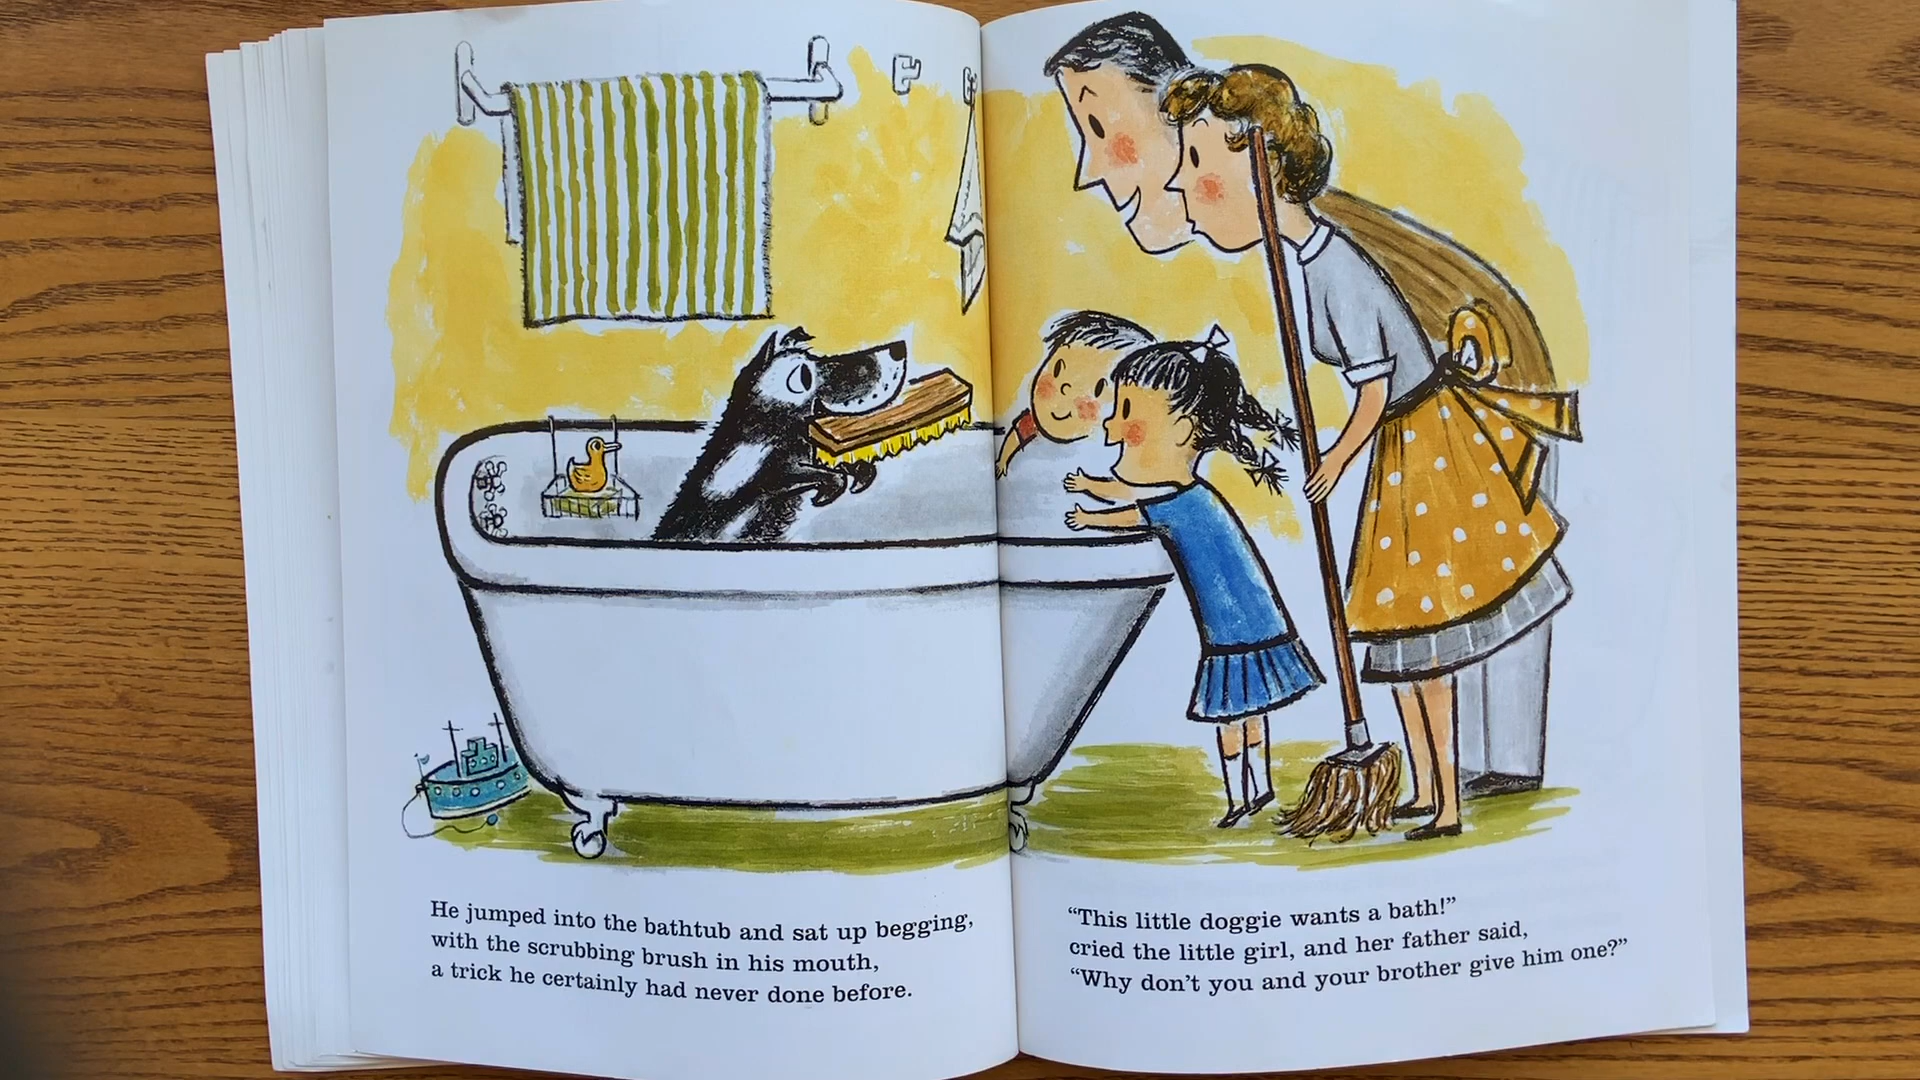 He jumped into the bathtub and sat up begging,
with the scrubbing brush in his mouth,
a trick he certainly had never done before.
“This little doggie wants a bath!”
cried the little girl, and her father said,
“Why don’t you and your brother give him one?”